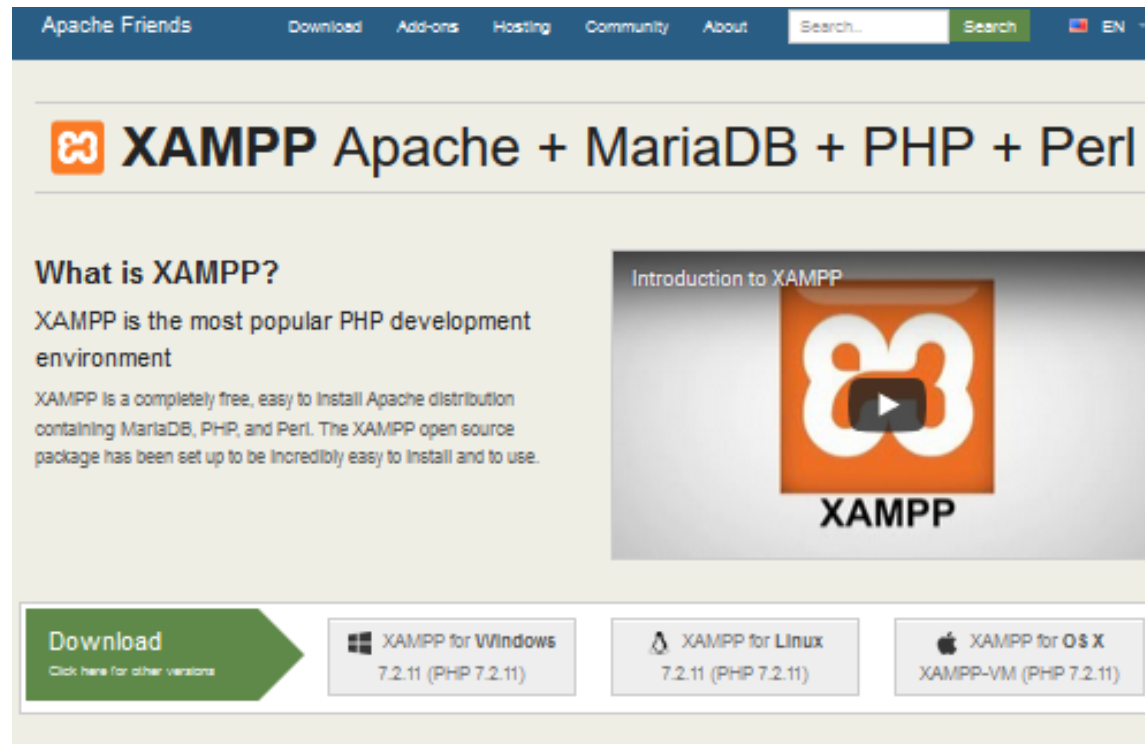 Apache Friends Download Add-ons Hosting Community About Search... Search EN
XAMPP Apache + MariaDB + PHP + Perl
What is XAMPP?
XAMPP is the most popular PHP development
environment
XAMPP is a completely free, easy to install Apache distribution
containing MariaDB, PHP, and Perl. The XAMPP open source
package has been set up to be incredibly easy to install and to use.
Introduction to XAMPP
XAMPP
Download
Click here for other versions
XAMPP for Windows
7.2.11 (PHP 7.2.11)
XAMPP for Linux
7.2.11 (PHP 7.2.11)
XAMPP for OS X
XAMPP-VM (PHP 7.2.11)